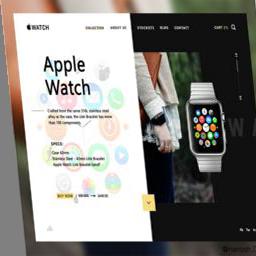 WATCH
COLLECTION
ABOUT US
STOCKISTS
BLOG
CONTACT
CART (1)
Apple
Watch
Crafted from the same 316L stainless steel
alloy as the case, the Link Bracelet has more
than 100 components.
SPECS:
Case 42mm
Stainless Steel - 42mm Link Bracelet
Apple Watch Link Bracelet band
BUY NOW